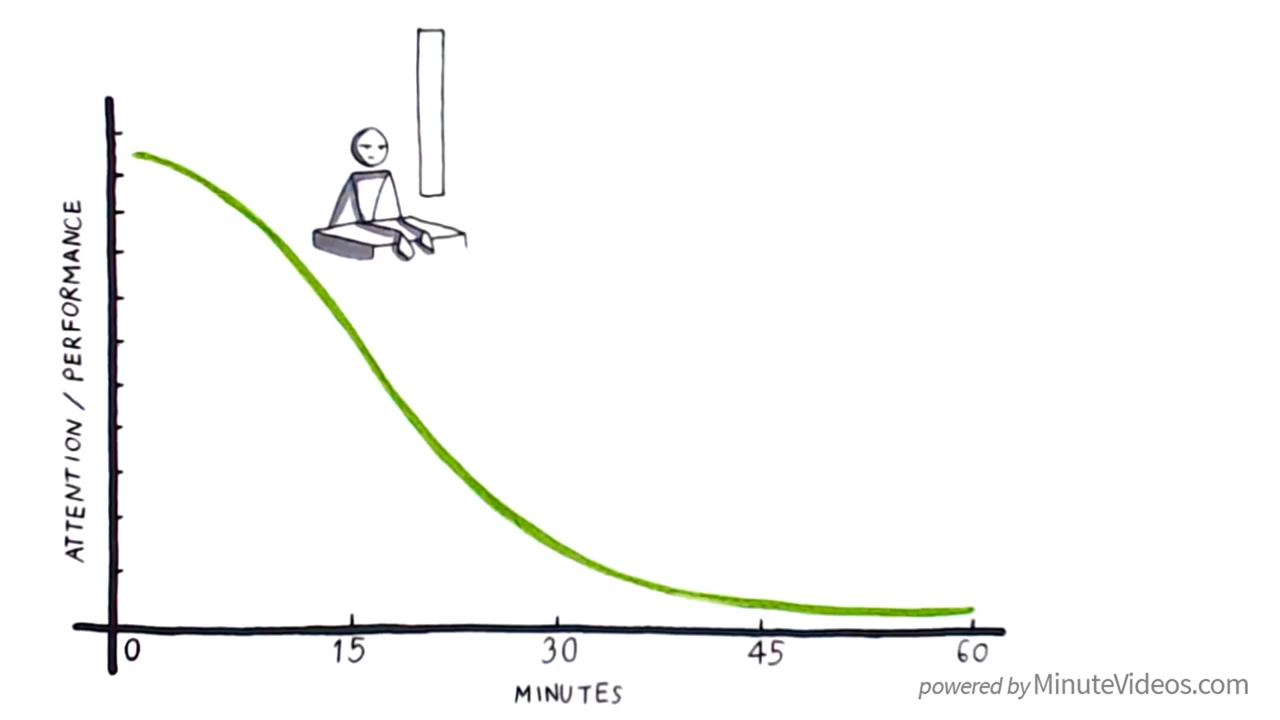 ATTENTION / PERFORMANCE
0 15 30 45 60
MINUTES
powered by MinuteVideos.com